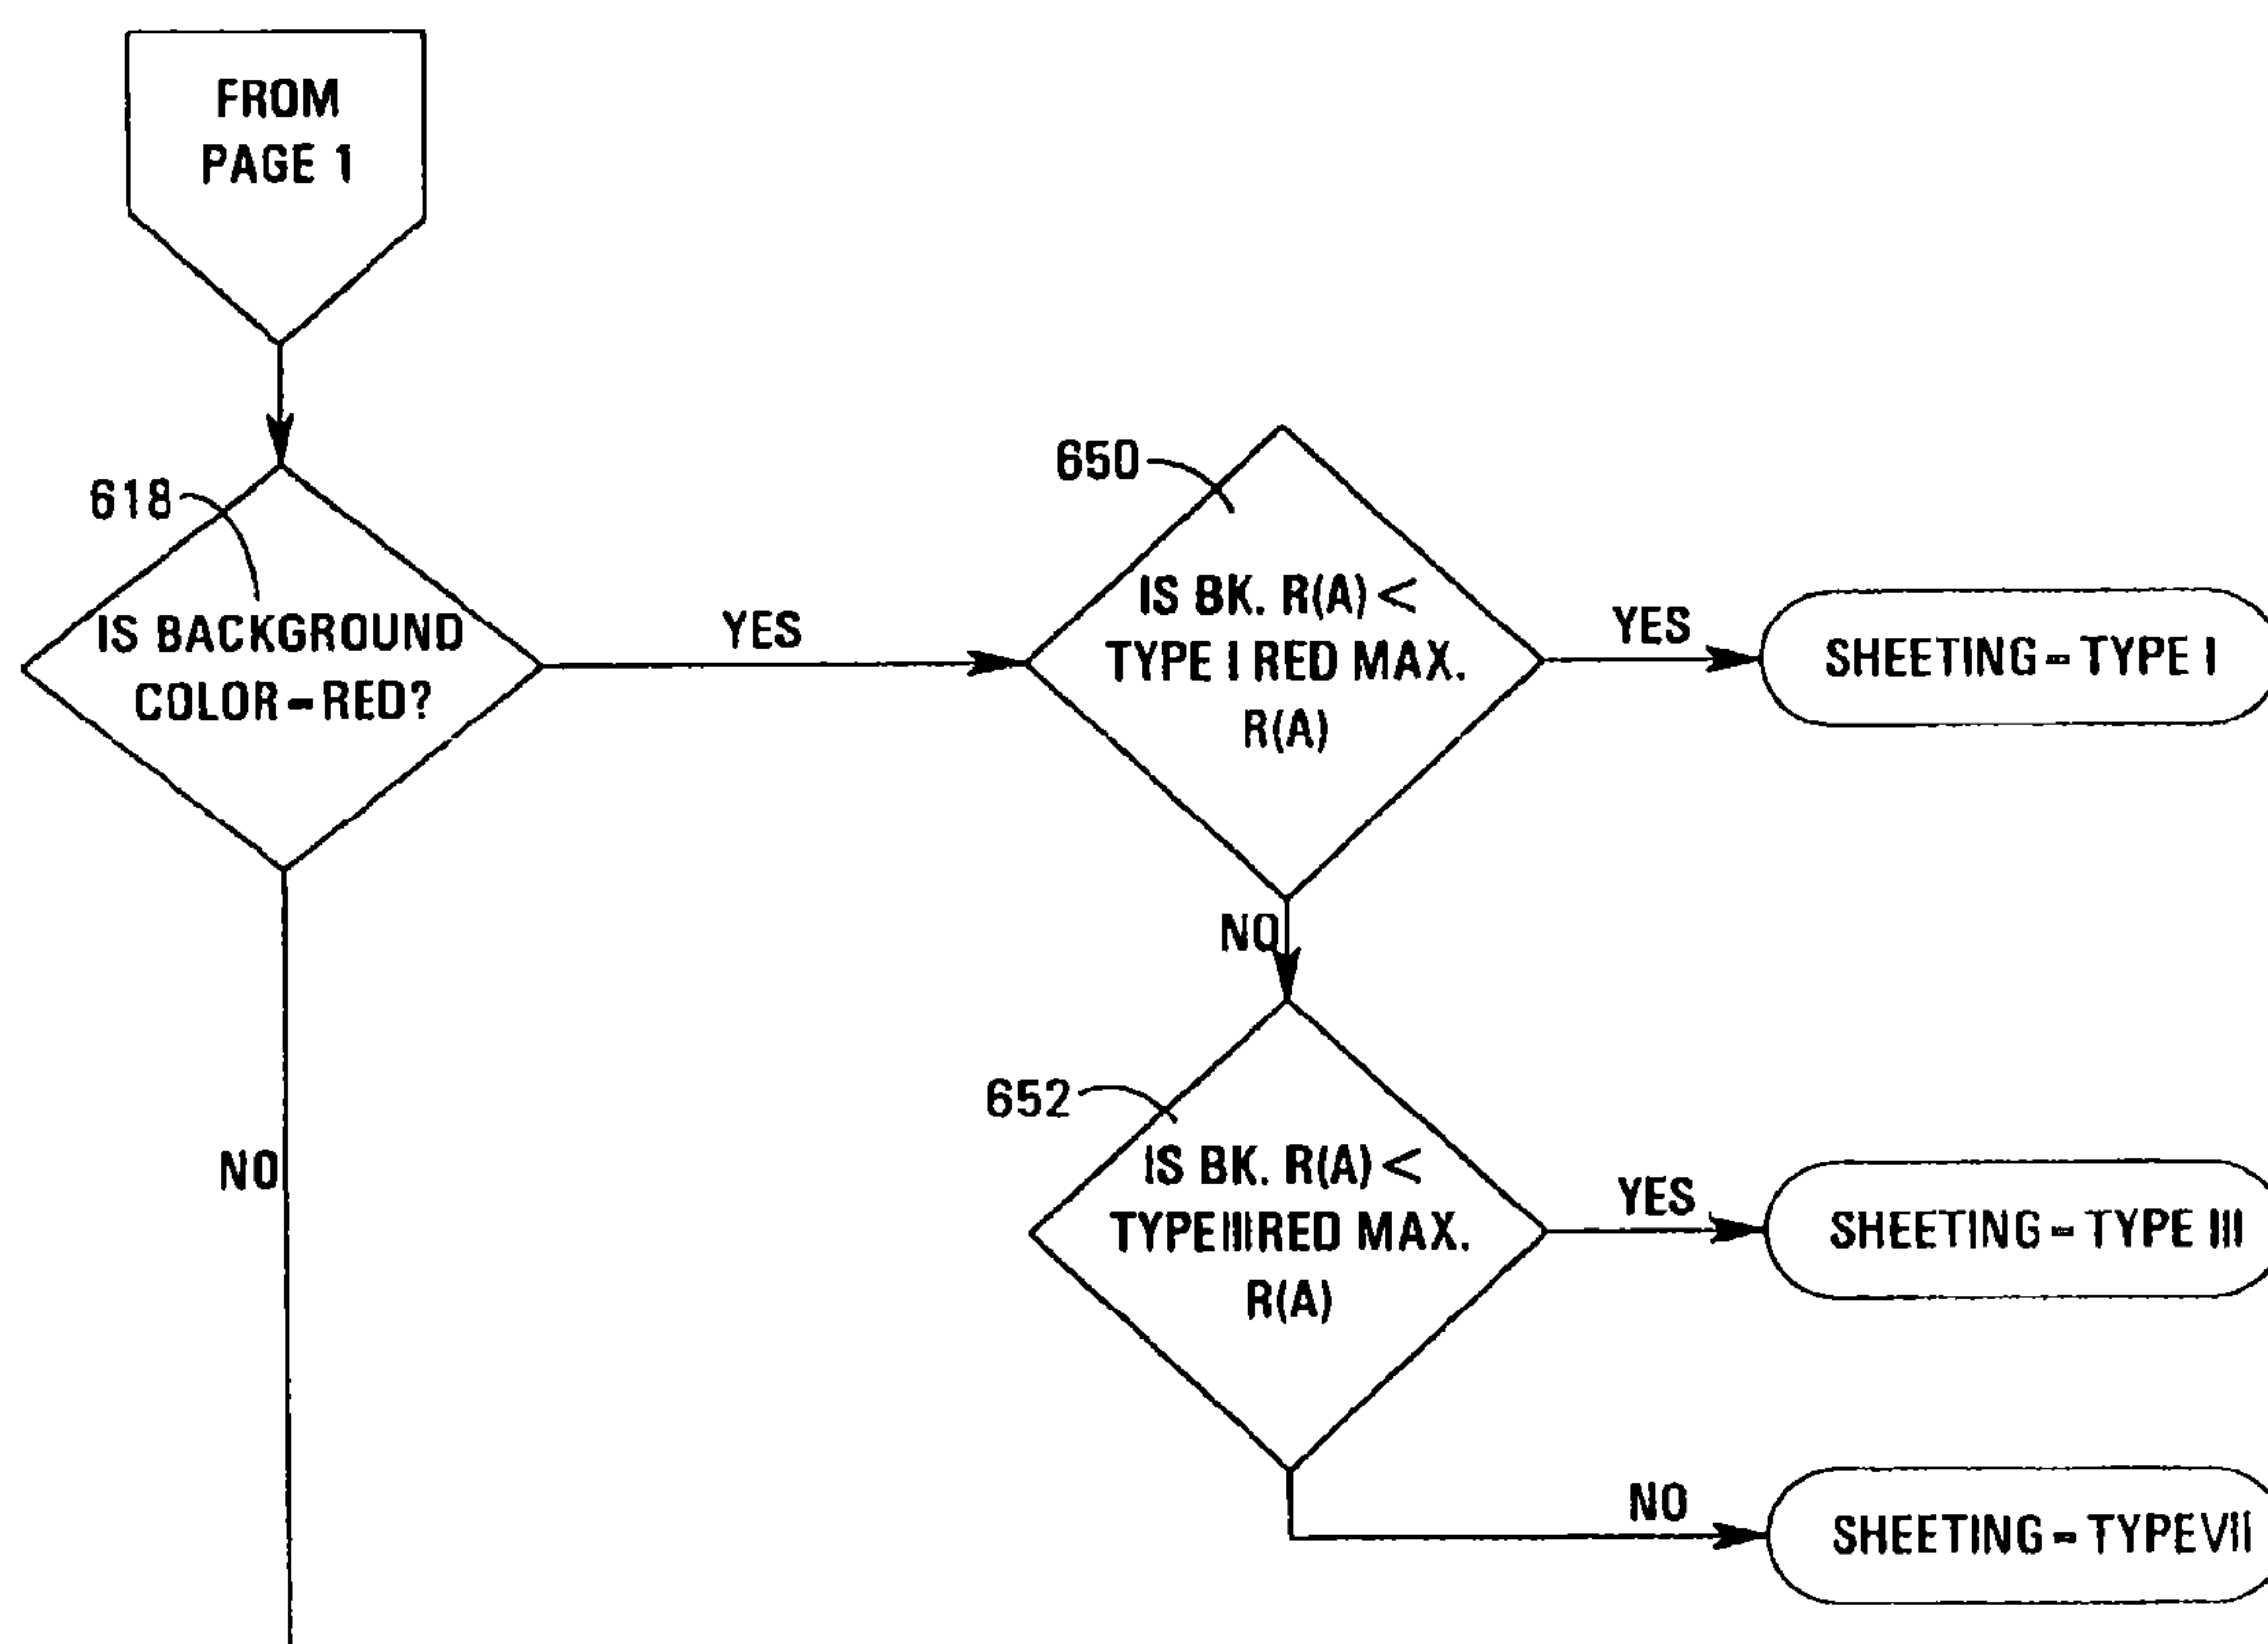 FROM
PAGE 1
618
IS BACKGROUND
COLOR=RED?
YES
650
IS BK. R(A) <
TYPE I RED MAX.
R(A)
YES
SHEETING = TYPE I
NO
NO
652
IS BK. R(A) <
TYPE III RED MAX.
R(A)
YES
SHEETING = TYPE III
NO
SHEETING = TYPE VII